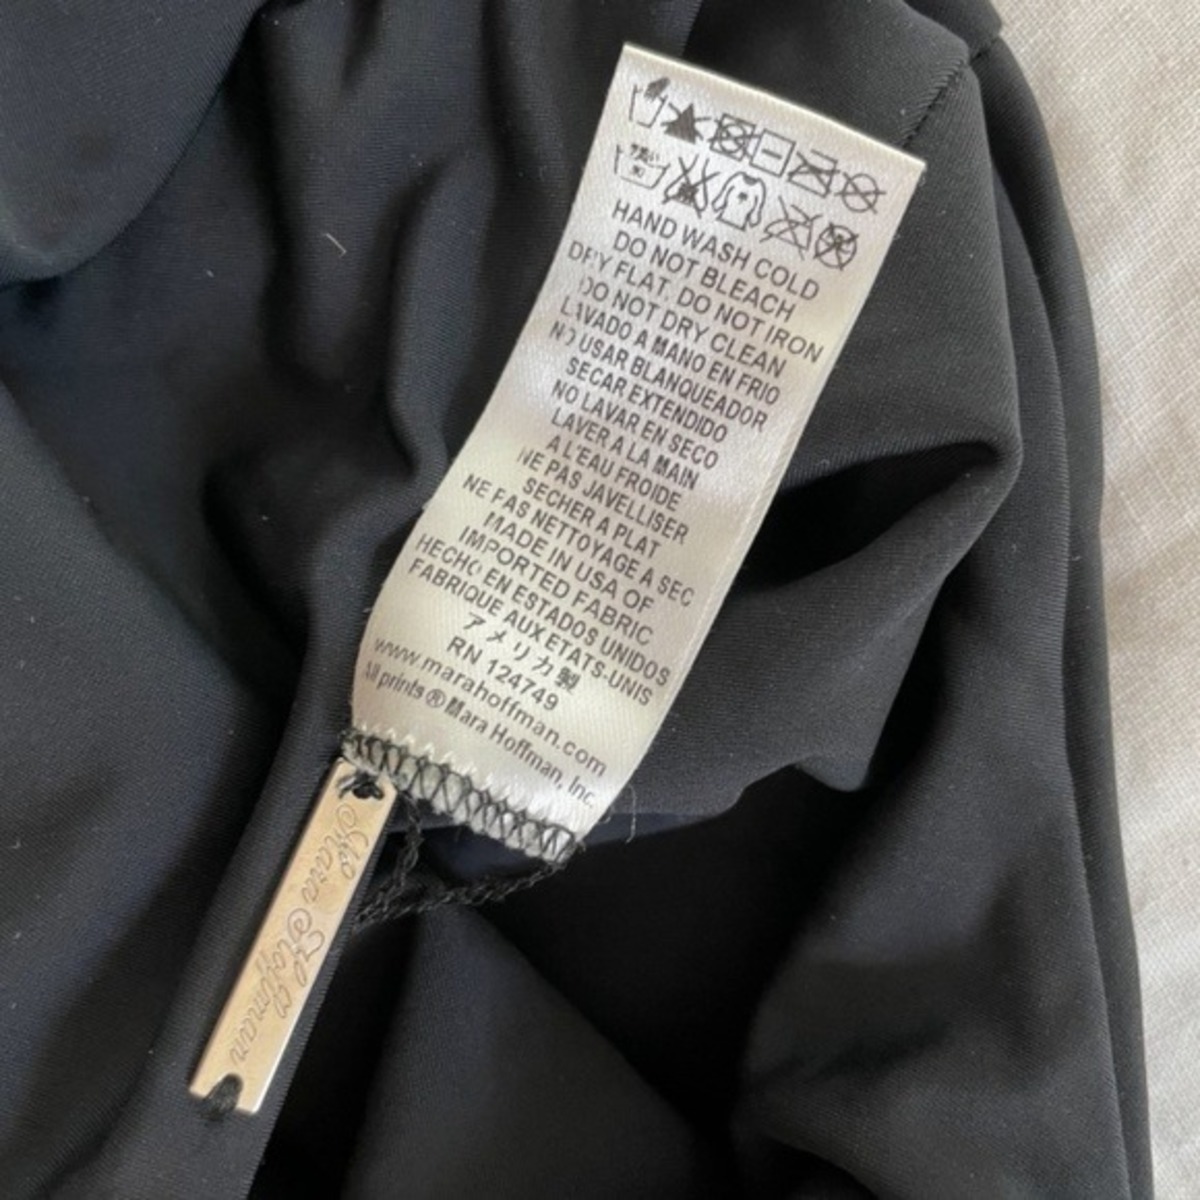 HAND WASH COLD
DO NOT BLEACH
DRY FLAT. DO NOT IRON
DO NOT DRY CLEAN
LAVADO A MANO EN FRIO
NO USAR BLANQUEADOR
SECAR EXTENDIDO
NO LAVAR EN SECO
LAVER A LA MAIN
A L'EAU FROIDE
NE PAS JAVELLISER
SECHER A PLAT
NE PAS NETTOYAGE A SEC
MADE IN USA OF
IMPORTED FABRIC
HECHO EN ESTADOS UNIDOS
FABRIQUE AUX ETATS-UNIS
アメリカ製
RN 124749
www.marahoffman.com
All prints ® Mara Hoffman, Inc.
Mara Hoffman